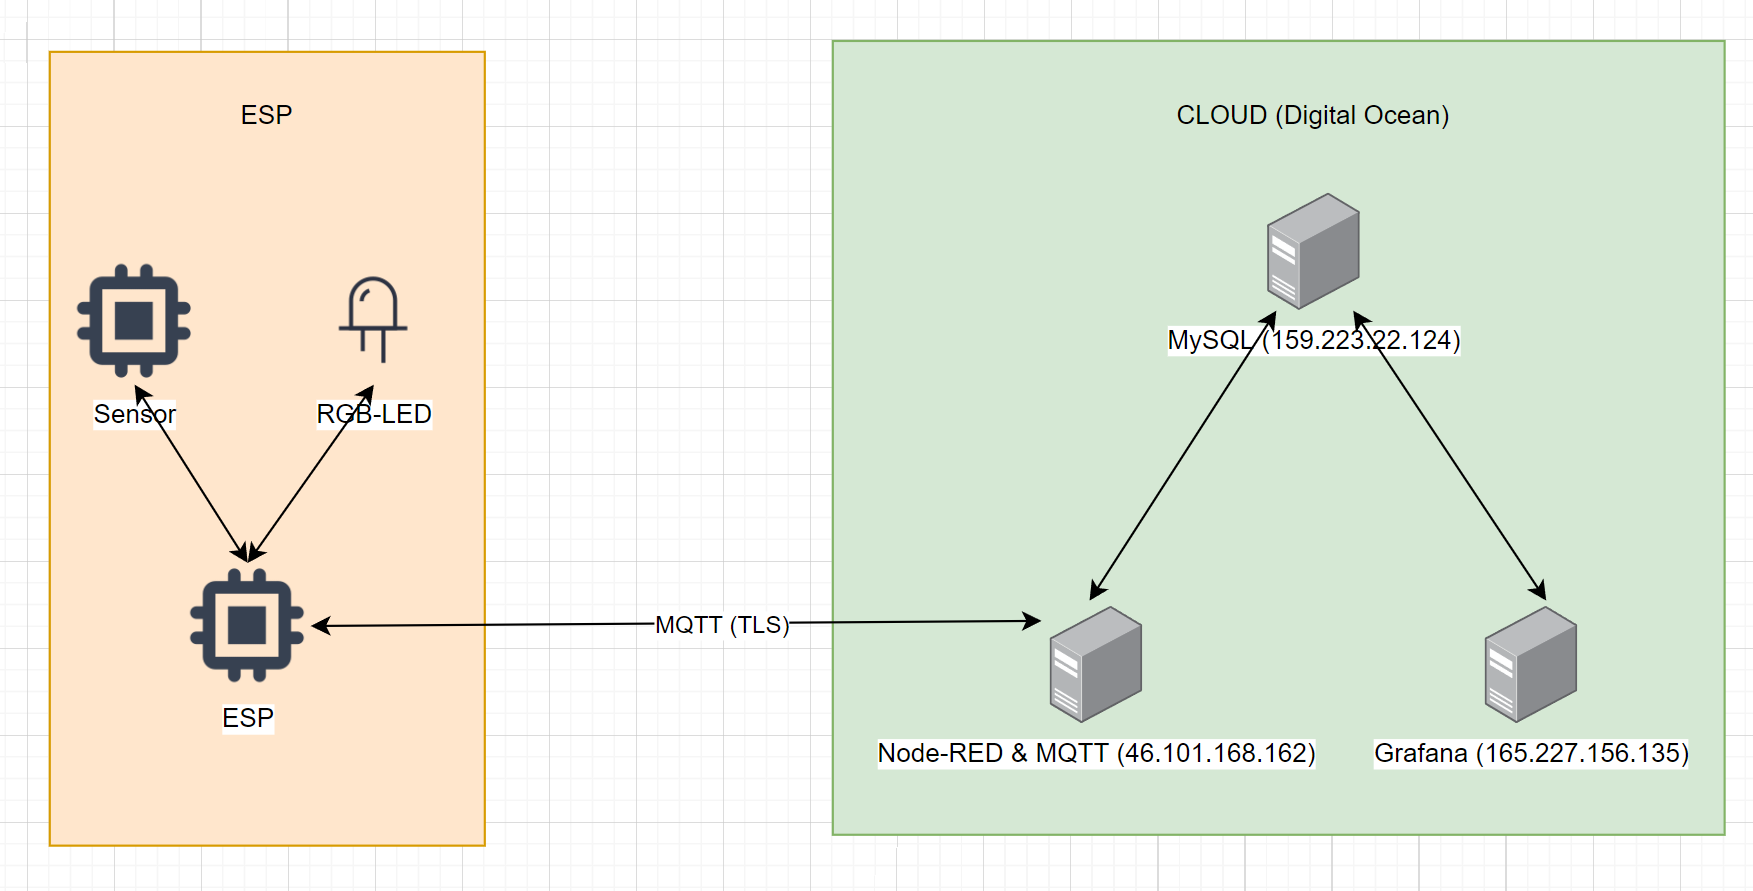 ESP
CLOUD (Digital Ocean)
MySQL (159.223.22.124)
Sensor
RGB-LED
MQTT (TLS)
ESP
Node-RED & MQTT (46.101.168.162)
Grafana (165.227.156.135)